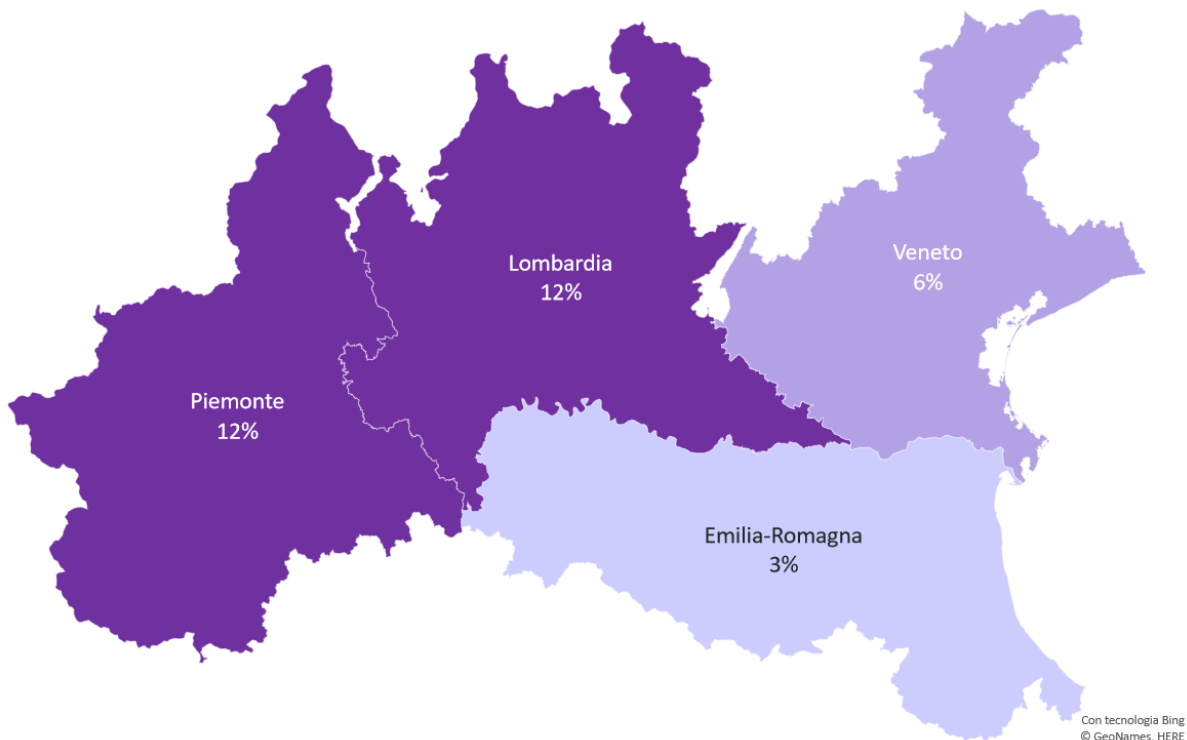 Lombardia
12%
Veneto
6%
Piemonte
12%
Emilia-Romagna
3%
Con tecnologia Bing
© GeoNames, HERE